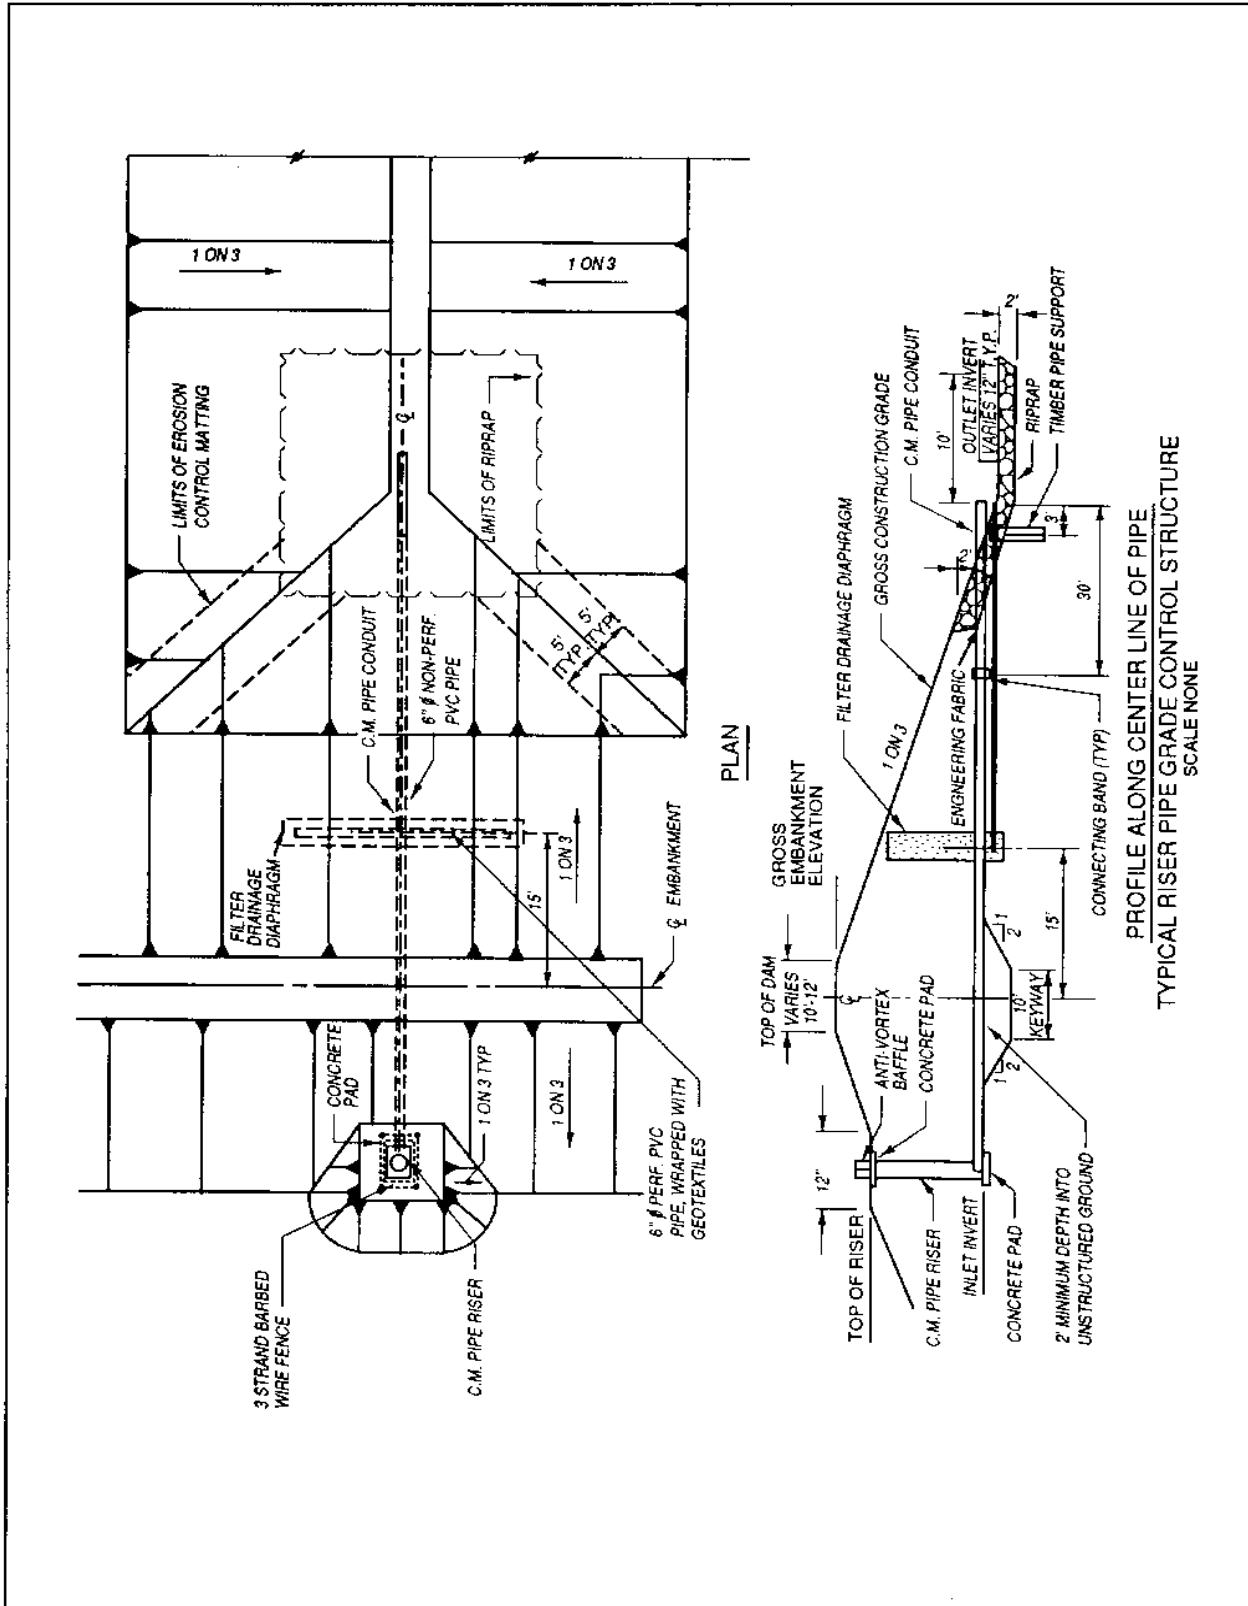 LIMITS OF EROSION
CONTROL MATTING
1 ON 3
1 ON 3
℄
LIMITS OF RIPRAP
5'
TYP.
5'
TYP.
C.M. PIPE CONDUIT
6" ø NON-PERF.
PVC PIPE
FILTER
DRAINAGE
DIAPHRAGM
15'
1 ON 3
℄ EMBANKMENT
CONCRETE
PAD
1 ON 3 TYP
1 ON 3
3 STRAND BARBED
WIRE FENCE
C.M. PIPE RISER
6" ø PERF. PVC
PIPE, WRAPPED WITH
GEOTEXTILES
PLAN
TOP OF RISER
12"
TOP OF DAM
VARIES
10'-12'
℄
GROSS
EMBANKMENT
ELEVATION
1 ON 3
FILTER DRAINAGE DIAPHRAGM
GROSS CONSTRUCTION GRADE
C.M. PIPE CONDUIT
10'
OUTLET INVERT
VARIES 12" T.Y.P.
2'
ANTI-VORTEX
BAFFLE
CONCRETE PAD
ENGNEERING FABRIC
2'
C.M. PIPE RISER
INLET INVERT
CONCRETE PAD
2' MINIMUM DEPTH INTO
UNSTRUCTURED GROUND
1
2
10'
KEYWAY
1
2
15'
CONNECTING BAND (TYP)
30'
3'
RIPRAP
TIMBER PIPE SUPPORT
PROFILE ALONG CENTER LINE OF PIPE
TYPICAL RISER PIPE GRADE CONTROL STRUCTURE
SCALE NONE